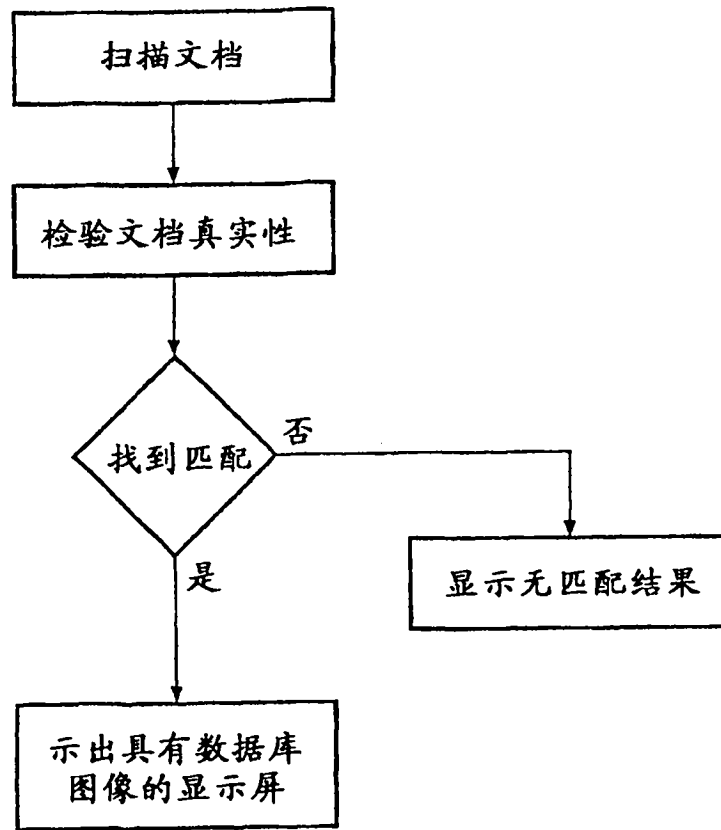 扫描文档
检验文档真实性
找到匹配
否
是
显示无匹配结果
示出具有数据库
图像的显示屏